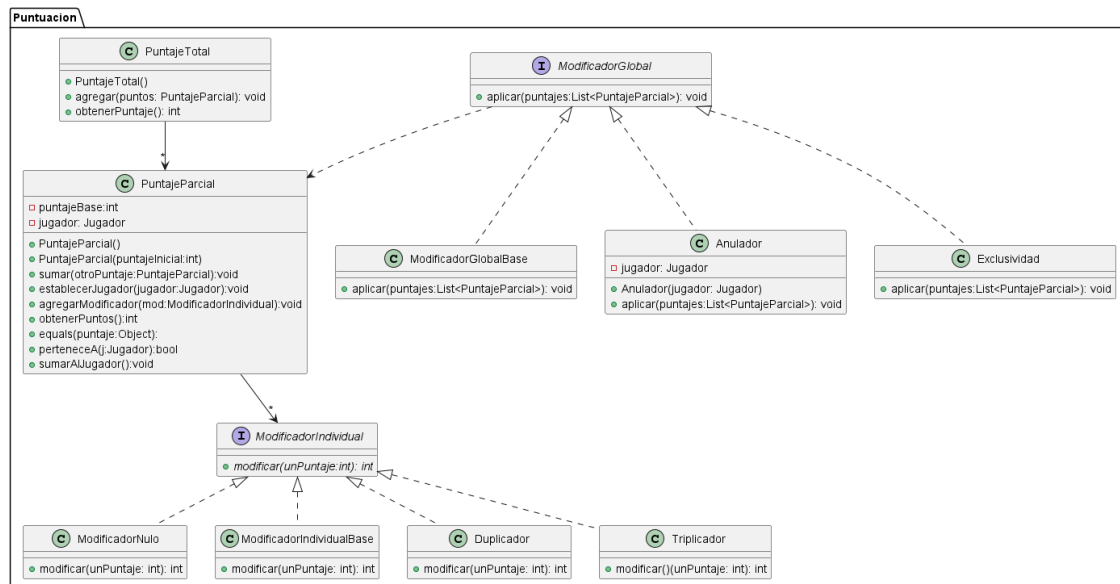 Puntuacion
C PuntajeTotal
PuntajeTotal()
agregar(puntos: PuntajeParcial): void
obtenerPuntaje(): int
I ModificadorGlobal
aplicar(puntajes:List<PuntajeParcial>): void
*
C PuntajeParcial
puntajeBase:int
jugador: Jugador
PuntajeParcial()
PuntajeParcial(puntajeInicial:int)
sumar(otroPuntaje:PuntajeParcial):void
establecerJugador(jugador:Jugador):void
agregarModificador(mod:ModificadorIndividual):void
obtenerPuntos():int
equals(puntaje:Object):
perteneceA(j:Jugador):bool
sumarAlJugador():void
C ModificadorGlobalBase
aplicar(puntajes:List<PuntajeParcial>): void
C Anulador
jugador: Jugador
Anulador(jugador: Jugador)
aplicar(puntajes:List<PuntajeParcial>): void
C Exclusividad
aplicar(puntajes:List<PuntajeParcial>): void
*
I ModificadorIndividual
modificar(unPuntaje:int): int
C ModificadorNulo
modificar(unPuntaje: int): int
C ModificadorIndividualBase
modificar(unPuntaje: int): int
C Duplicador
modificar(unPuntaje: int): int
C Triplicador
modificar()(unPuntaje: int): int